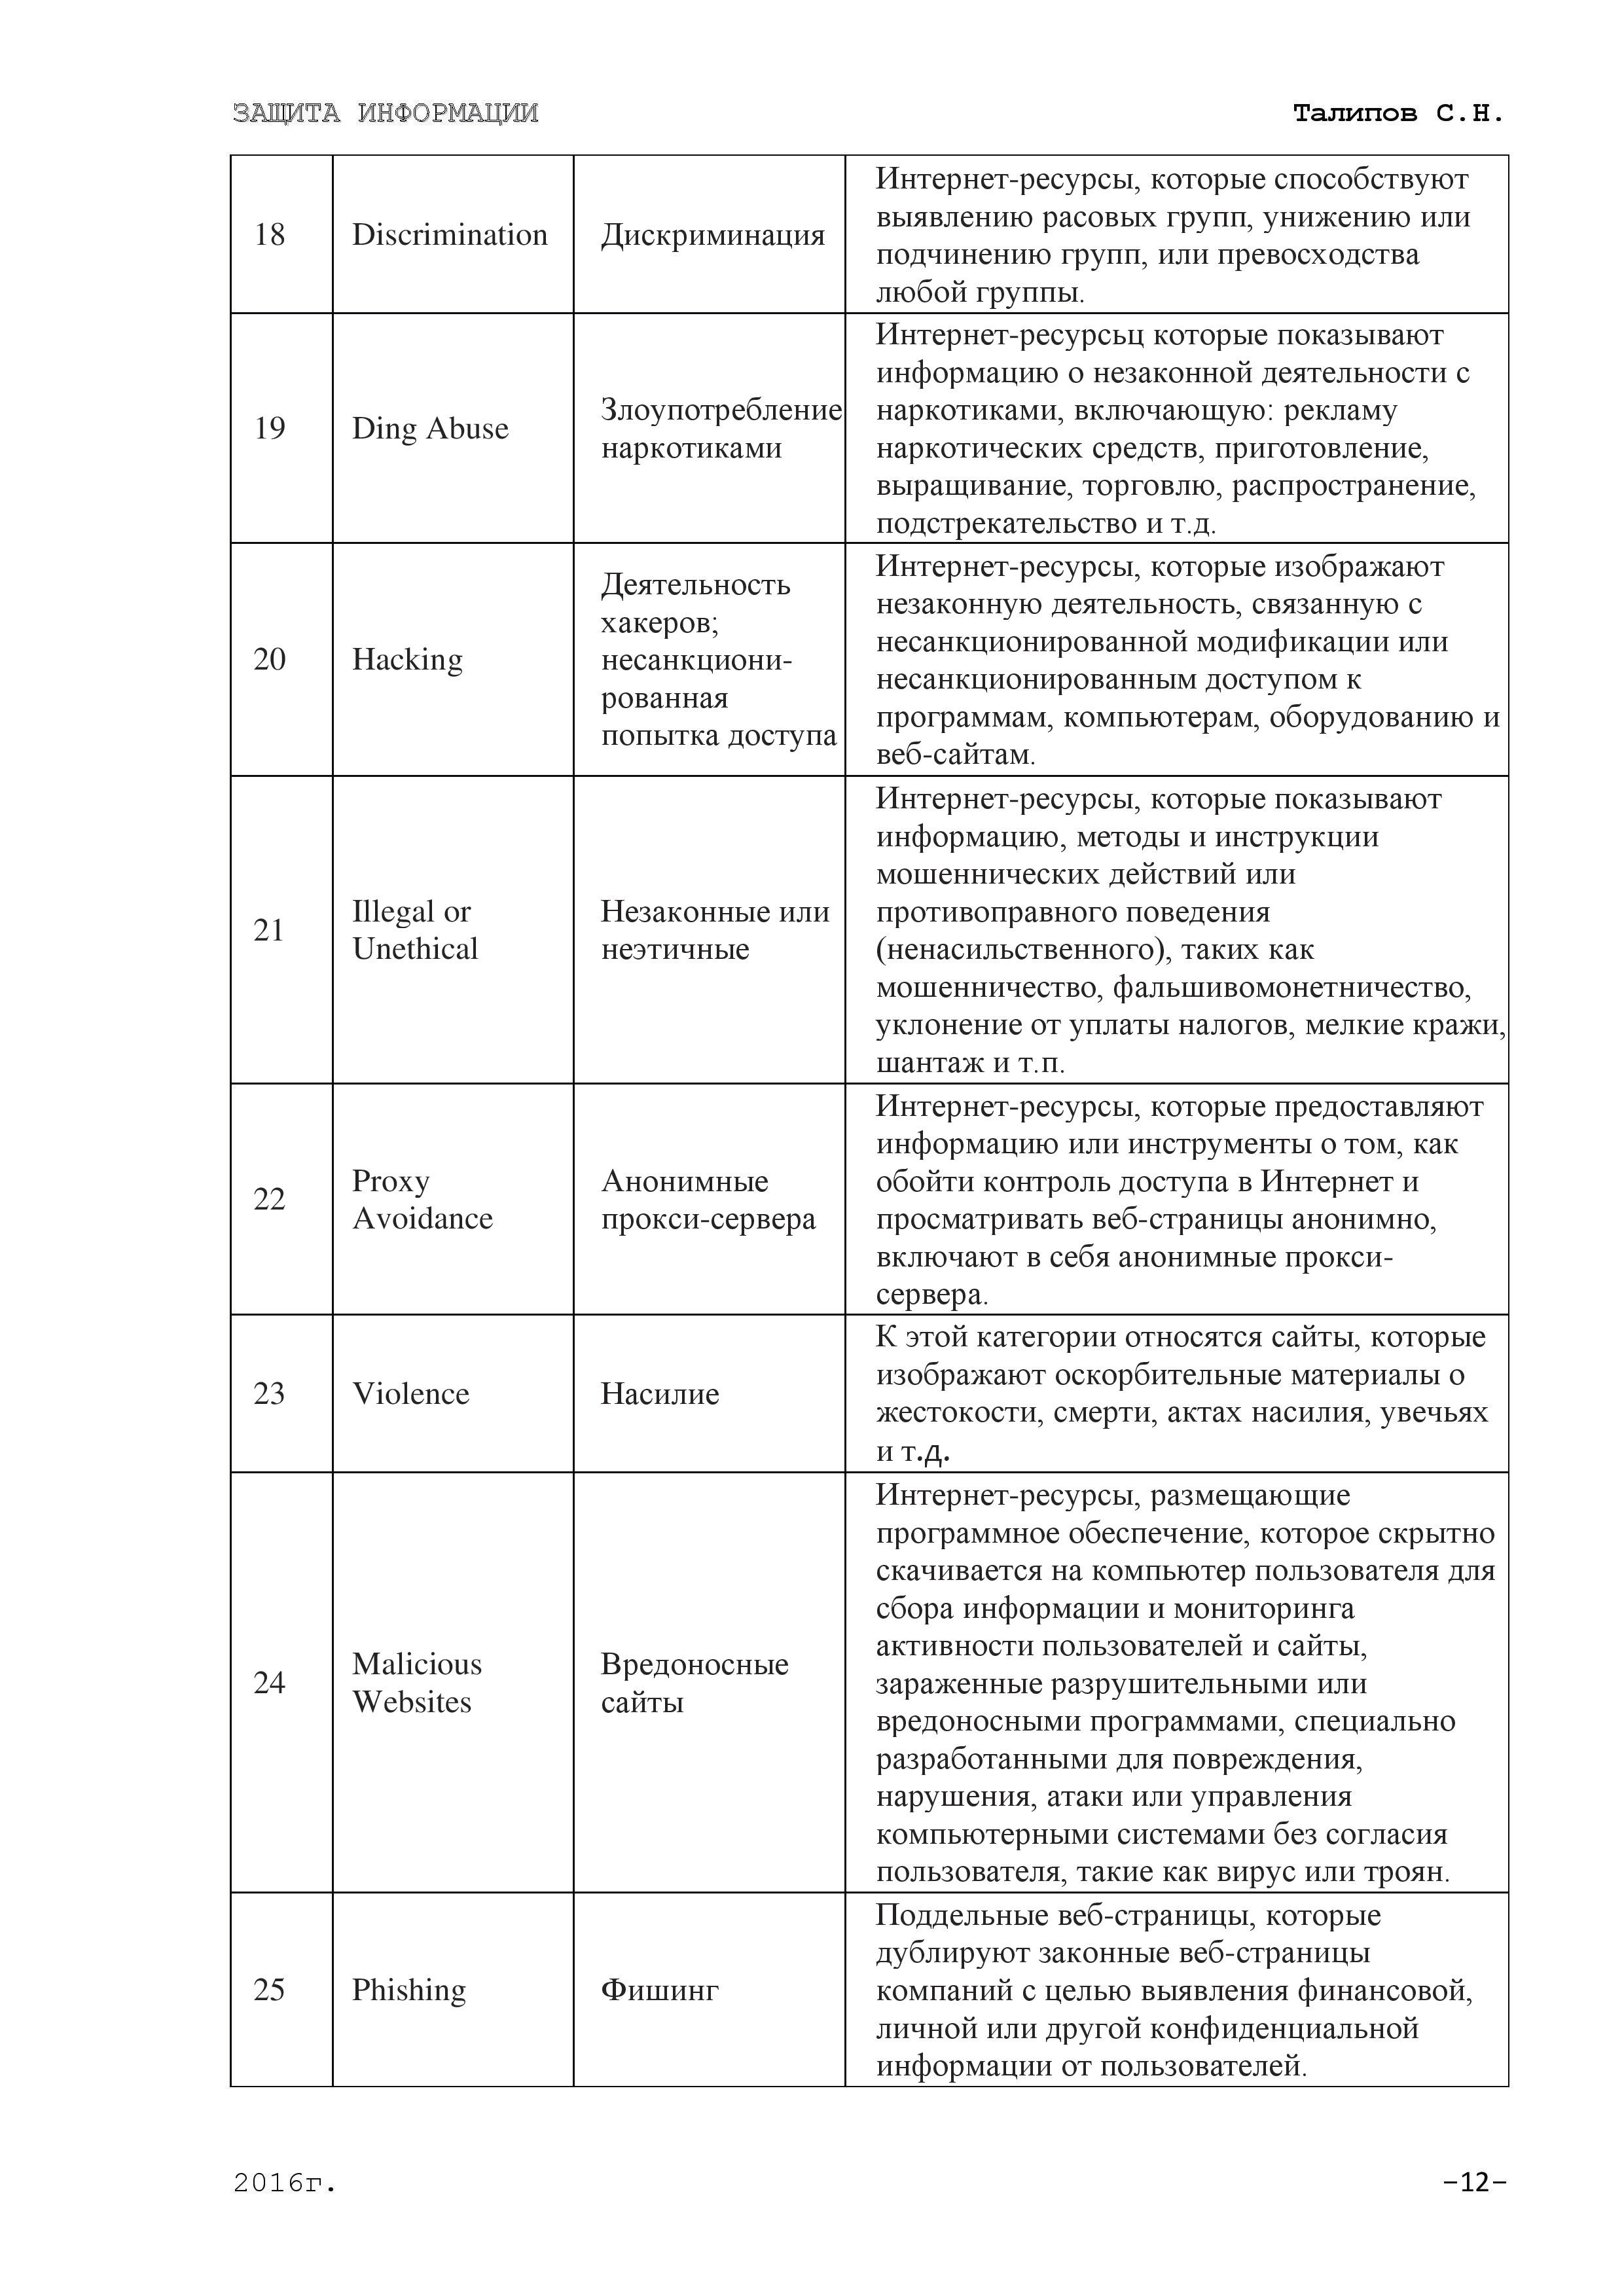 ЗАЩИТА ИНФОРМАЦИИ
Талипов С.Н.
18
Discrimination
Дискриминация
Интернет-ресурсы, которые способствуют
выявлению расовых групп, унижению или
подчинению групп, или превосходства
любой группы.
19
Ding Abuse
Злоупотребление
наркотиками
Интернет-ресурсьц которые показывают
информацию о незаконной деятельности с
наркотиками, включающую: рекламу
наркотических средств, приготовление,
выращивание, торговлю, распространение,
подстрекательство и т.д.
20
Hacking
Деятельность
хакеров;
несанкциони-
рованная
попытка доступа
Интернет-ресурсы, которые изображают
незаконную деятельность, связанную с
несанкционированной модификации или
несанкционированным доступом к
программам, компьютерам, оборудованию и
веб-сайтам.
21
Illegal or
Unethical
Незаконные или
неэтичные
Интернет-ресурсы, которые показывают
информацию, методы и инструкции
мошеннических действий или
противоправного поведения
(ненасильственного), таких как
мошенничество, фальшивомонетничество,
уклонение от уплаты налогов, мелкие кражи,
шантаж и т.п.
22
Proxy
Avoidance
Анонимные
прокси-сервера
Интернет-ресурсы, которые предоставляют
информацию или инструменты о том, как
обойти контроль доступа в Интернет и
просматривать веб-страницы анонимно,
включают в себя анонимные прокси-
сервера.
23
Violence
Насилие
К этой категории относятся сайты, которые
изображают оскорбительные материалы о
жестокости, смерти, актах насилия, увечьях
и т.д.
24
Malicious
Websites
Вредоносные
сайты
Интернет-ресурсы, размещающие
программное обеспечение, которое скрытно
скачивается на компьютер пользователя для
сбора информации и мониторинга
активности пользователей и сайты,
зараженные разрушительными или
вредоносными программами, специально
разработанными для повреждения,
нарушения, атаки или управления
компьютерными системами без согласия
пользователя, такие как вирус или троян.
25
Phishing
Фишинг
Поддельные веб-страницы, которые
дублируют законные веб-страницы
компаний с целью выявления финансовой,
личной или другой конфиденциальной
информации от пользователей.
2016г.
-12-